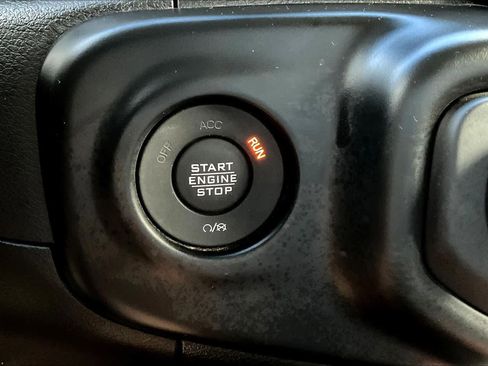 OFF
ACC
RUN
START
ENGINE
STOP